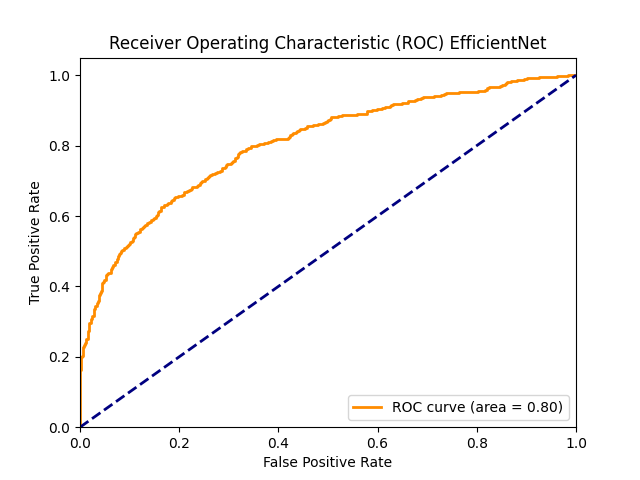 Receiver Operating Characteristic (ROC) EfficientNet
1.0
0.8
0.6
0.4
0.2
0.0
True Positive Rate
ROC curve (area = 0.80)
0.0 0.2 0.4 0.6 0.8 1.0
False Positive Rate